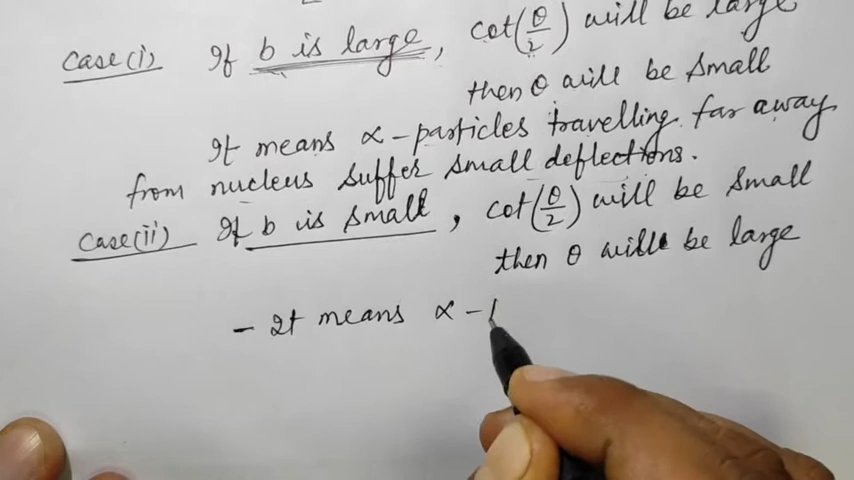 Case(i) If b is large, cot(θ/2) will be large
then θ will be small
It means α-particles travelling far away
from nucleus suffer small deflections.
Case(ii) If b is small, cot(θ/2) will be small
then θ will be large
- It means α-